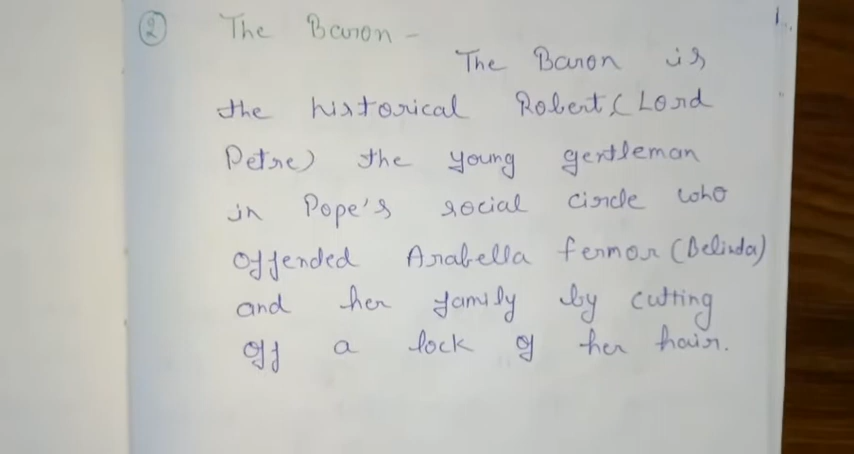 ② The Baron -
The Baron is
the historical Robert (Lord
Petre) the young gentleman
in Pope's social circle who
offended Arabella Fermor (Belinda)
and her family by cutting
off a lock of her hair.